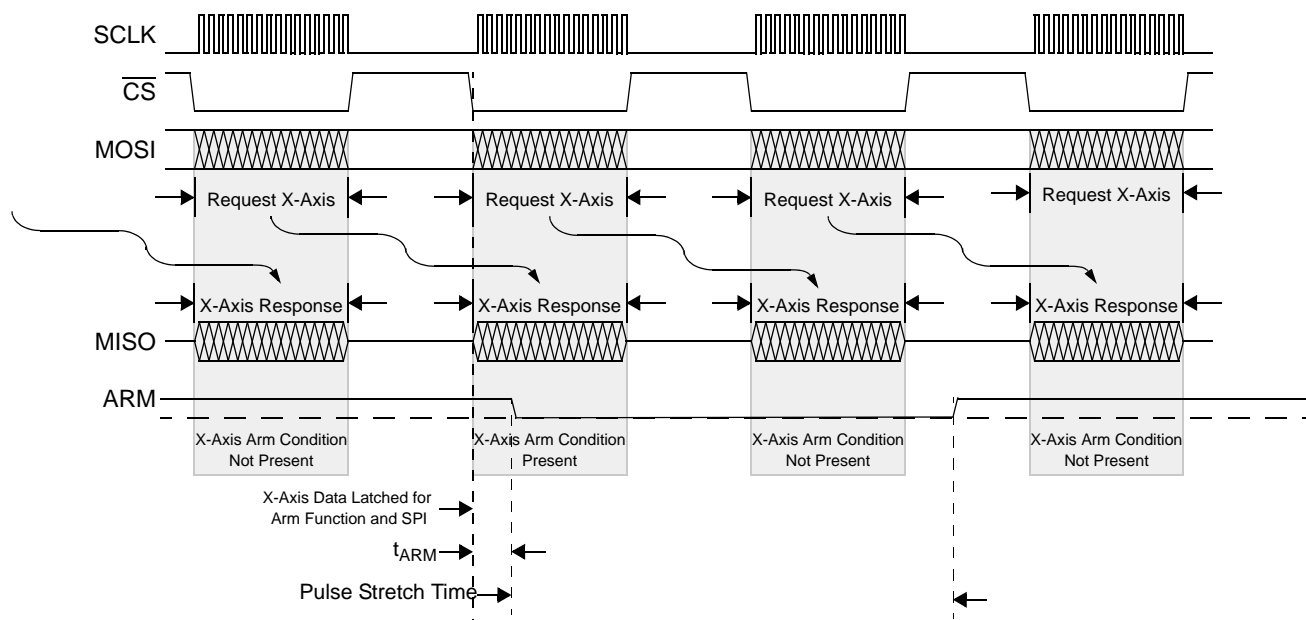 SCLK
CS
MOSI
Request X-Axis
Request X-Axis
Request X-Axis
Request X-Axis
X-Axis Response
X-Axis Response
X-Axis Response
X-Axis Response
MISO
ARM
X-Axis Arm Condition
Not Present
X-Axis Arm Condition
Present
X-Axis Arm Condition
Not Present
X-Axis Arm Condition
Not Present
X-Axis Data Latched for
Arm Function and SPI
tARM
Pulse Stretch Time